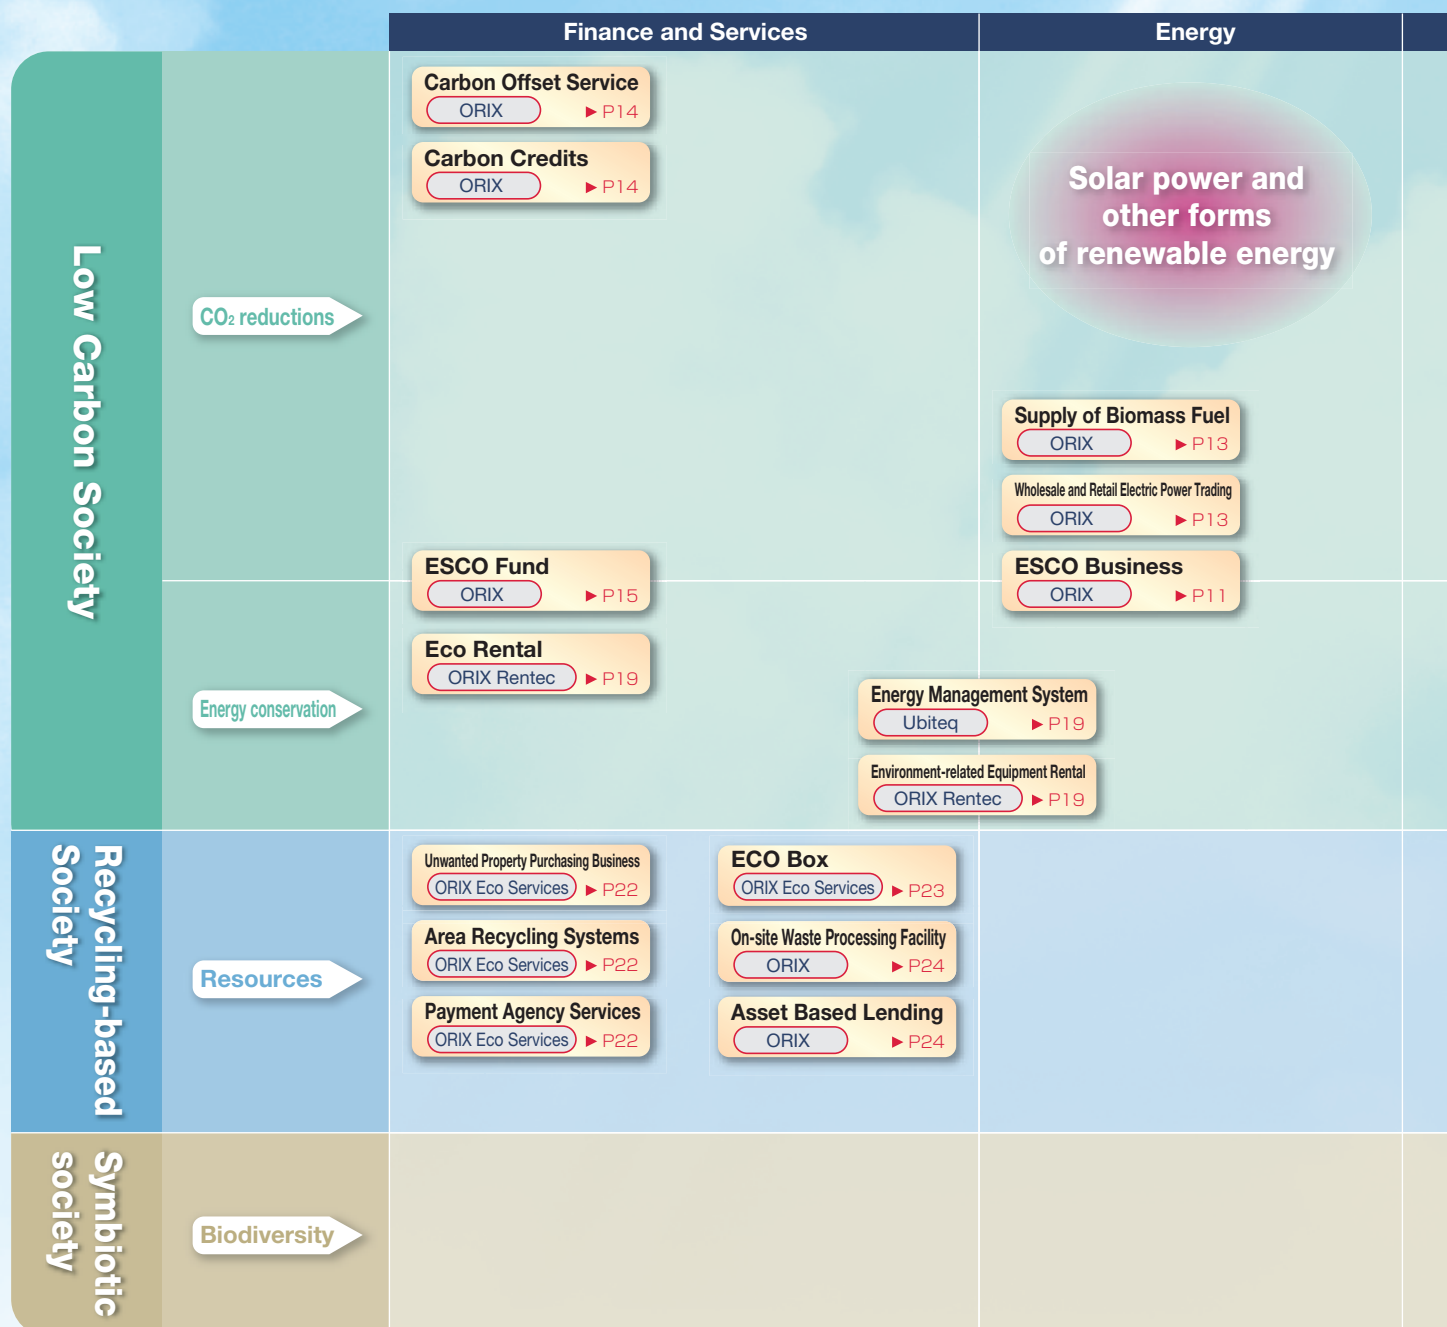 Finance and Services
Energy
Low Carbon Society
CO₂ reductions
Carbon Offset Service
ORIX ▶ P14
Carbon Credits
ORIX ▶ P14
Solar power and
other forms
of renewable energy
Supply of Biomass Fuel
ORIX ▶ P13
Wholesale and Retail Electric Power Trading
ORIX ▶ P13
ESCO Fund
ORIX ▶ P15
ESCO Business
ORIX ▶ P11
Energy conservation
Eco Rental
ORIX Rentec ▶ P19
Energy Management System
Ubiteq ▶ P19
Environment-related Equipment Rental
ORIX Rentec ▶ P19
Recycling-based
Society
Resources
Unwanted Property Purchasing Business
ORIX Eco Services ▶ P22
Area Recycling Systems
ORIX Eco Services ▶ P22
Payment Agency Services
ORIX Eco Services ▶ P22
ECO Box
ORIX Eco Services ▶ P23
On-site Waste Processing Facility
ORIX ▶ P24
Asset Based Lending
ORIX ▶ P24
Symbiotic
society
Biodiversity